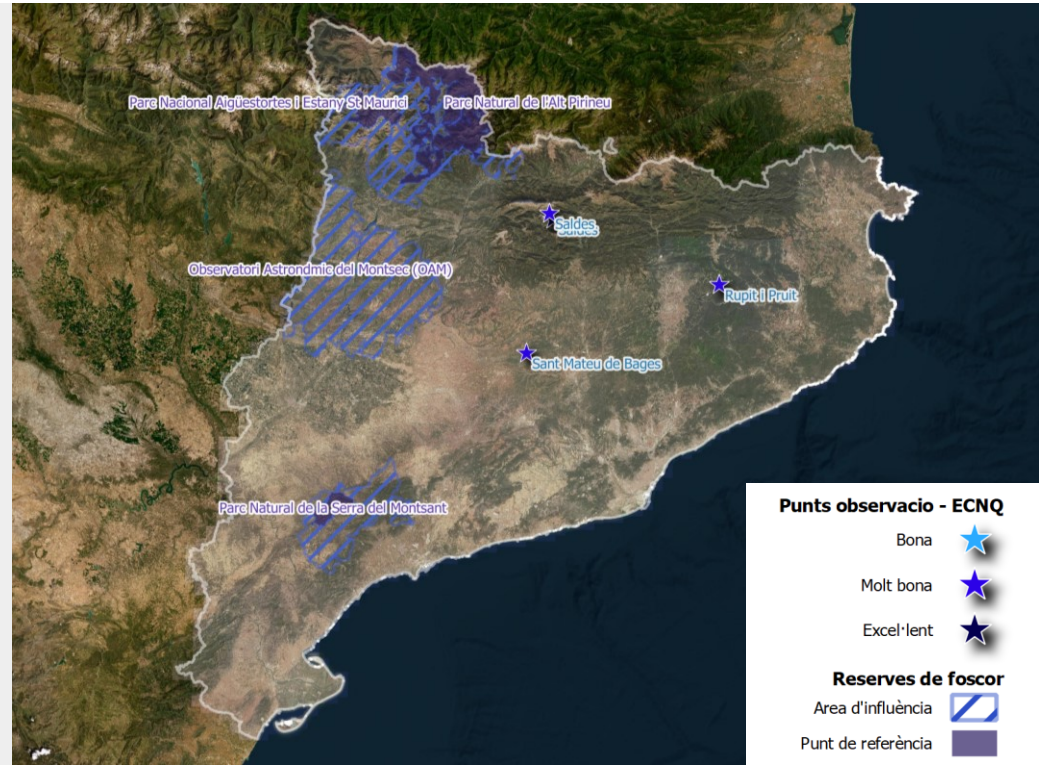 Parc Nacional Aigüestortes i Estany St Maurici
Parc Natural de l'Alt Pirineu
Saldes
Saldes
Observatori Astronòmic del Montsec (OAM)
Rupit i Pruit
Sant Mateu de Bages
Parc Natural de la Serra del Montsant
Punts observacio - ECNQ
Bona
Molt bona
Excel·lent
Reserves de foscor
Area d'influència
Punt de referència